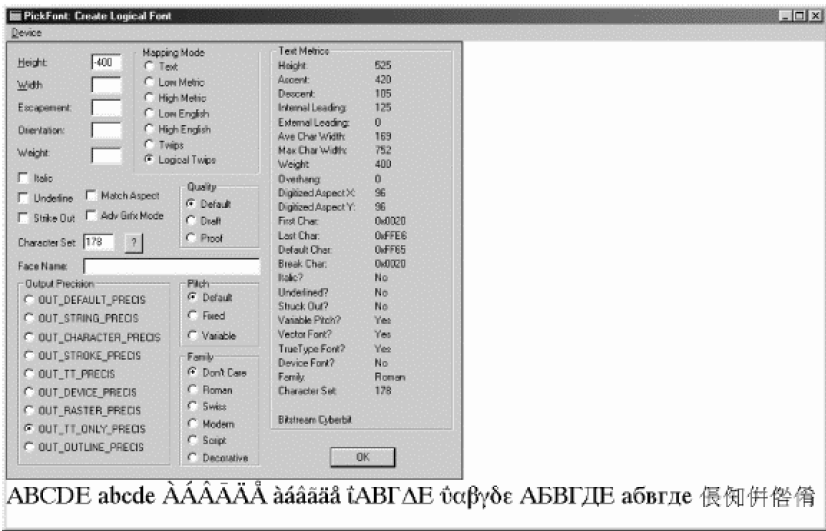 PickFont: Create Logical Font
Device
Height: -400
Width
Escapement:
Orientation:
Weight:
Italic
Underline
Match Aspect
Strike Out
Adv Grfx Mode
Character Set: 178 ?
Face Name:
Mapping Mode
Text
Low Metric
High Metric
Low English
High English
Twips
Logical Twips
Quality
Default
Draft
Proof
Output Precision
OUT_DEFAULT_PRECIS
OUT_STRING_PRECIS
OUT_CHARACTER_PRECIS
OUT_STROKE_PRECIS
OUT_TT_PRECIS
OUT_DEVICE_PRECIS
OUT_RASTER_PRECIS
OUT_TT_ONLY_PRECIS
OUT_OUTLINE_PRECIS
Pitch
Default
Fixed
Variable
Family
Don't Care
Roman
Swiss
Modern
Script
Decorative
Text Metrics
Height: 525
Ascent: 420
Descent: 105
Internal Leading: 125
External Leading: 0
Ave Char Width: 169
Max Char Width: 752
Weight: 400
Overhang: 0
Digitized Aspect X: 96
Digitized Aspect Y: 96
First Char: 0x0020
Last Char: 0xFFE6
Default Char: 0xFF65
Break Char: 0x0020
Italic? No
Underlined? No
Struck Out? No
Variable Pitch? Yes
Vector Font? Yes
TrueType Font? Yes
Device Font? No
Family: Roman
Character Set: 178
Bitstream Cyberbit
OK
ABCDE abcde ÀÁÂÃÄÅ àáâãäå ΐΑΒΓΔΕ ΰαβγδε АБВГДЕ абвгде